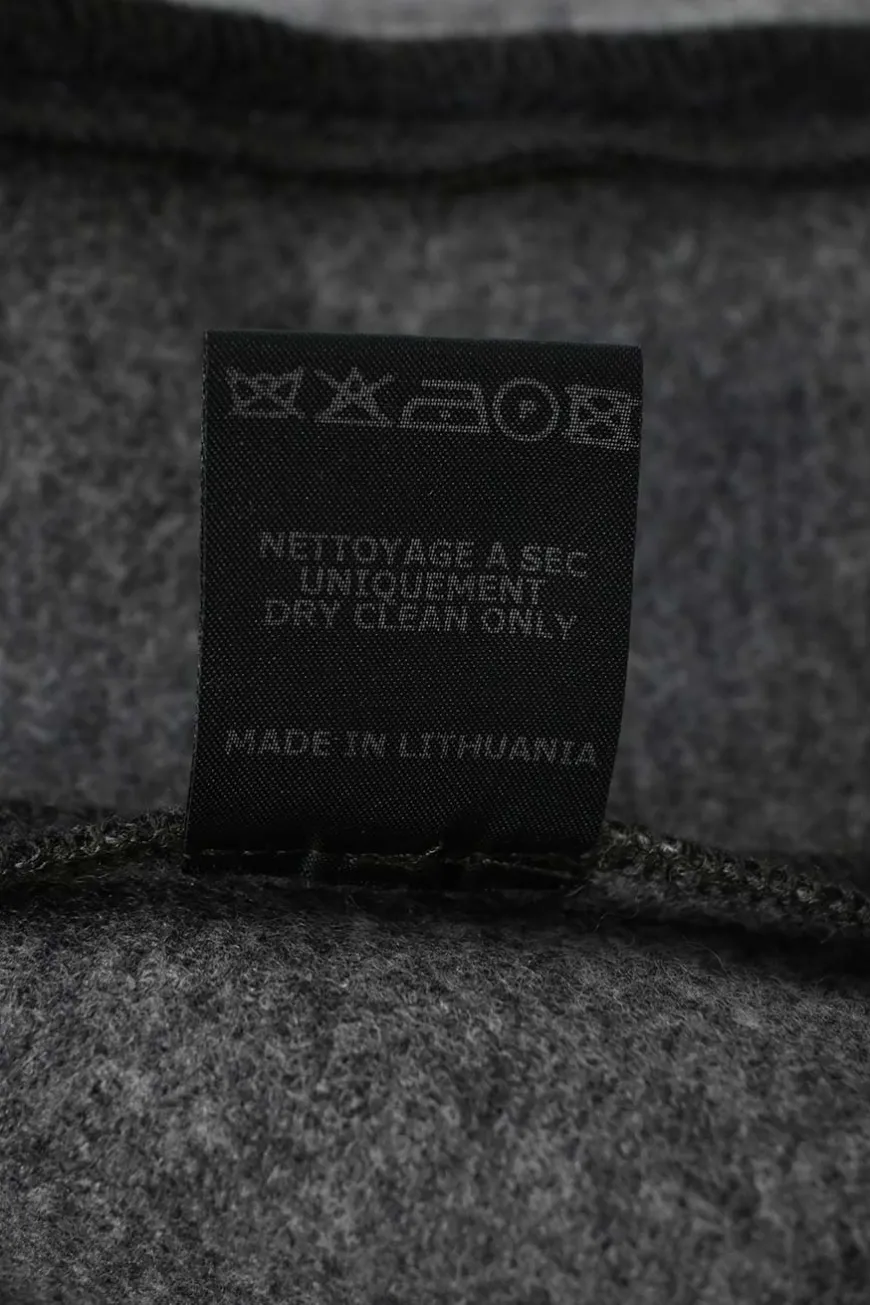 P
NETTOYAGE A SEC
UNIQUEMENT
DRY CLEAN ONLY
MADE IN LITHUANIA